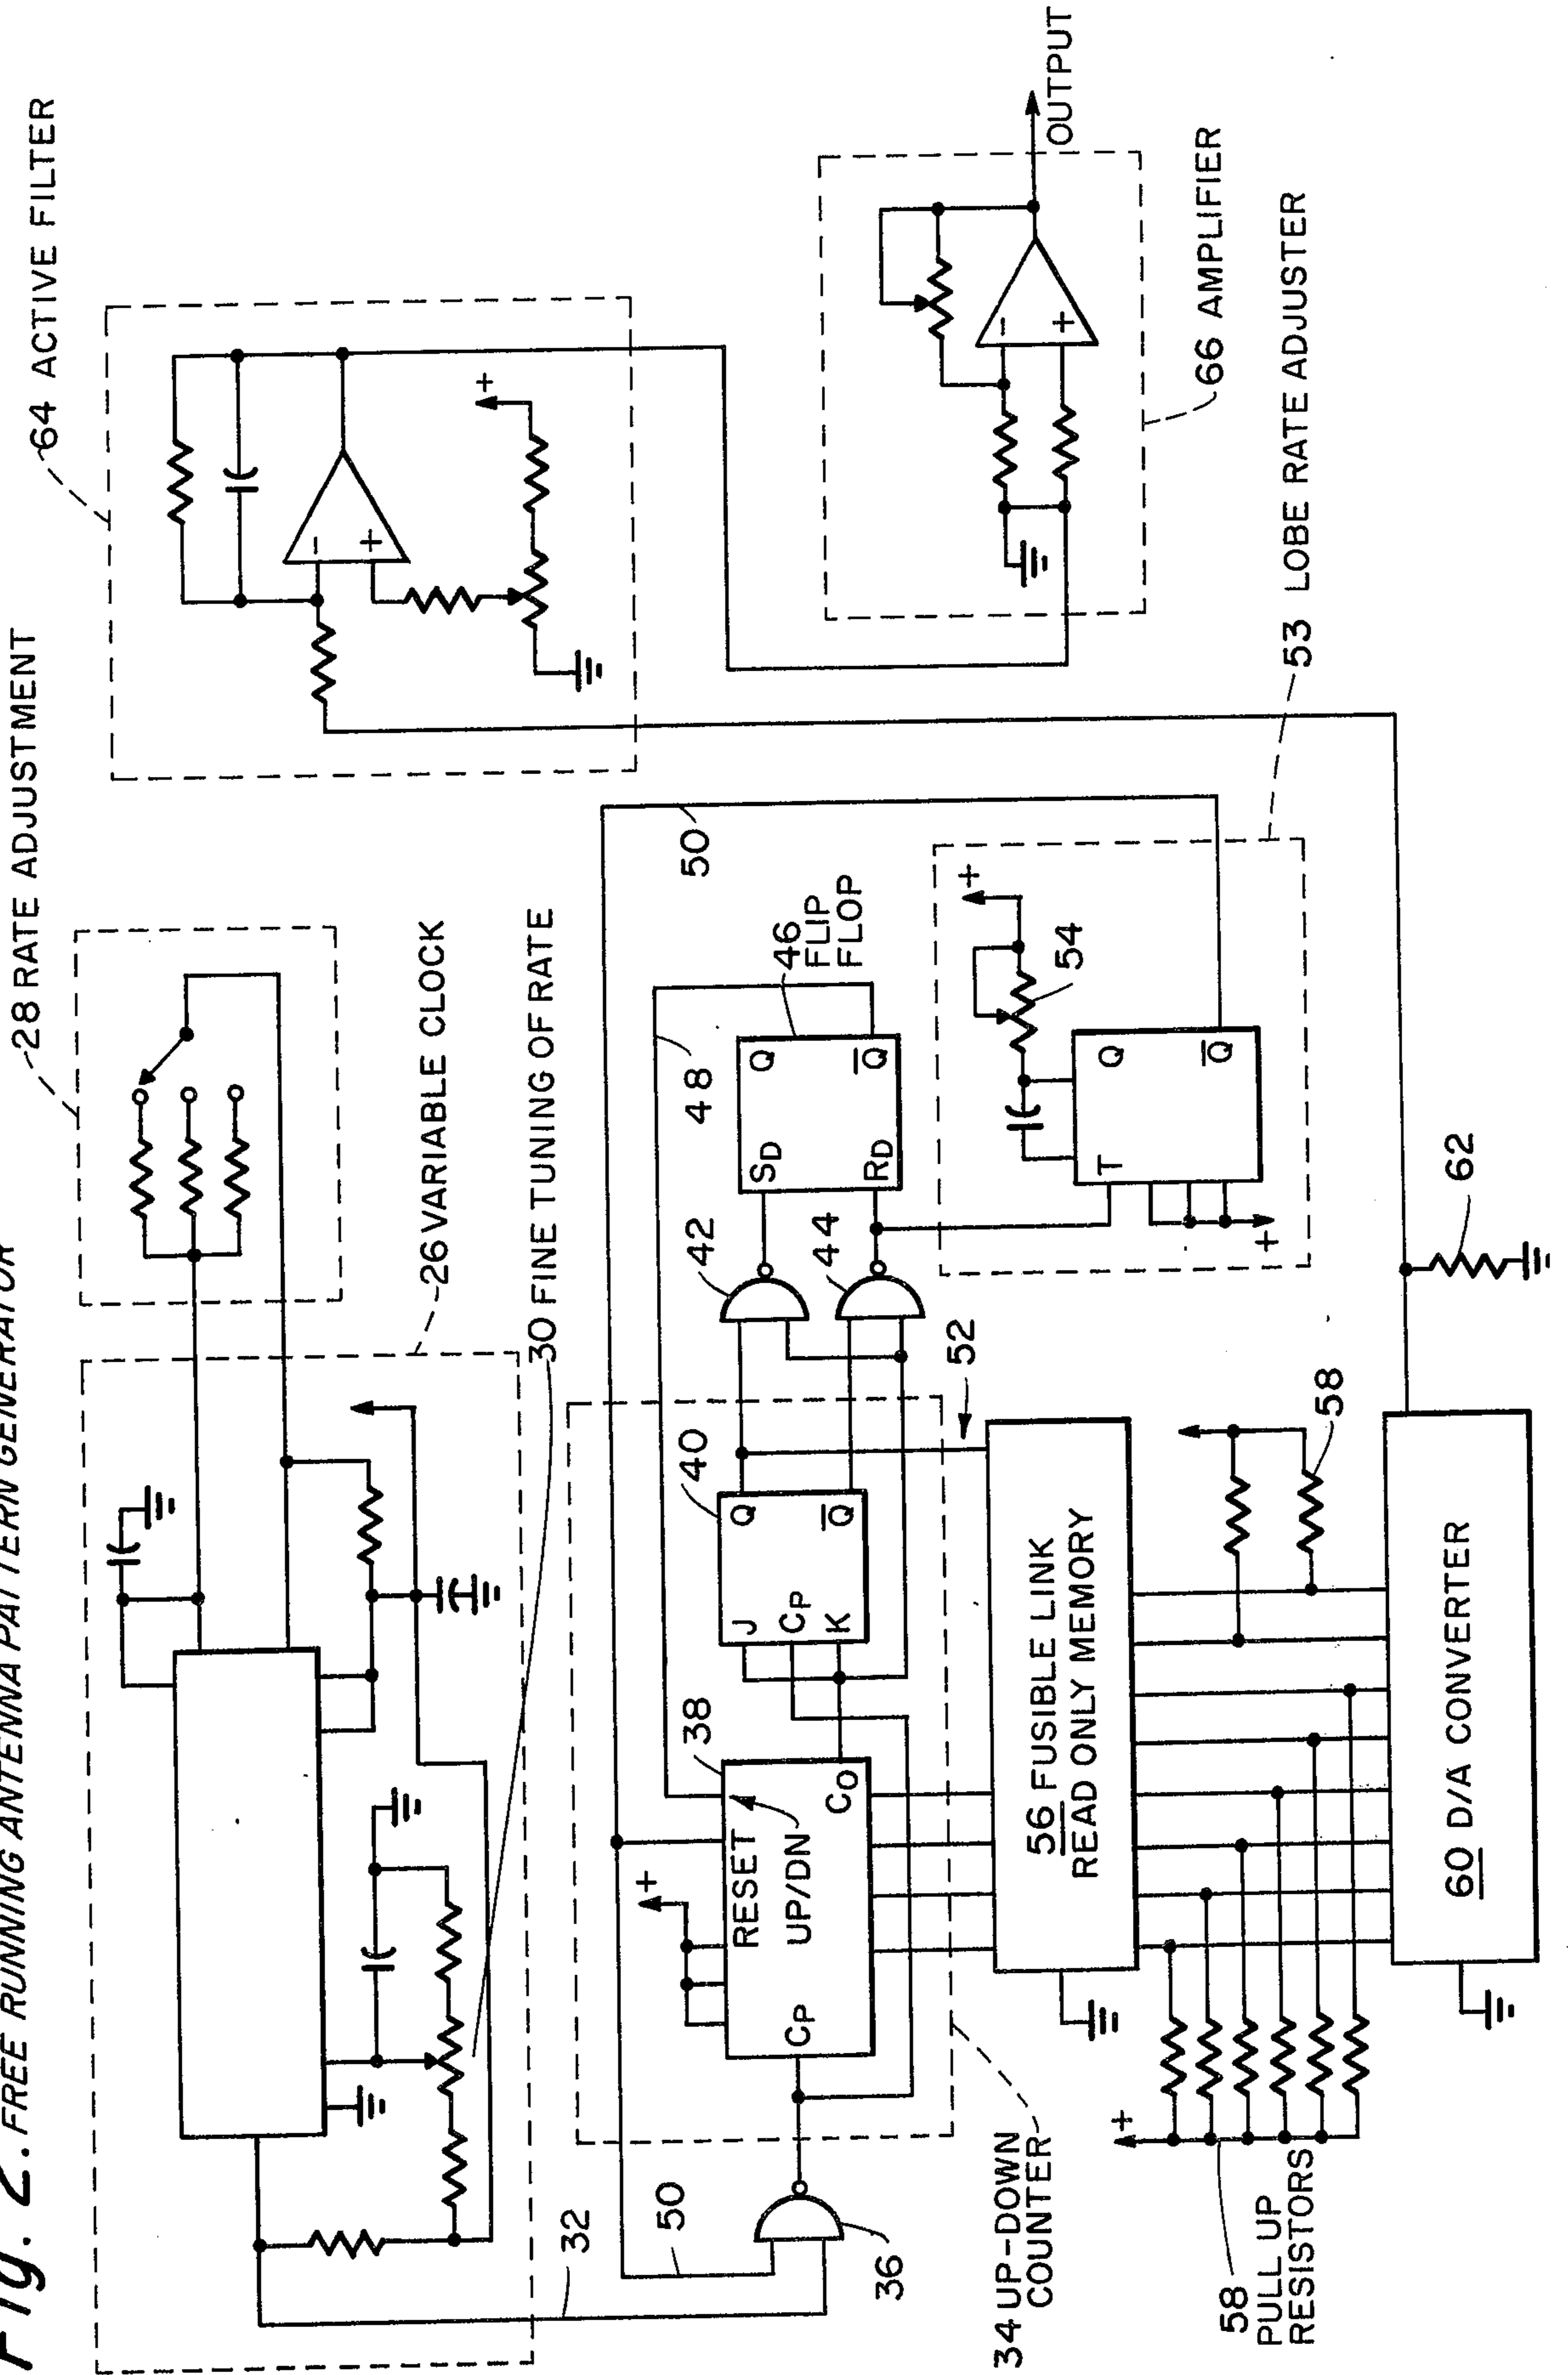 Fig. 2. FREE RUNNING ANTENNA PATTERN GENERATOR
28 RATE ADJUSTMENT
64 ACTIVE FILTER
26 VARIABLE CLOCK
30 FINE TUNING OF RATE
32
-
+
+
50
34 UP-DOWN
COUNTER
36
+
RESET
UP/DN
CP
CO
38
J
CP
K
Q
Q̅
40
42
44
SD
RD
Q
Q̅
46
FLIP
FLOP
48
50
52
56 FUSIBLE LINK
READ ONLY MEMORY
58
PULL UP
RESISTORS
+
58
60 D/A CONVERTER
62
53 LOBE RATE ADJUSTER
54
+
T
Q
Q̅
+
66 AMPLIFIER
-
+
OUTPUT